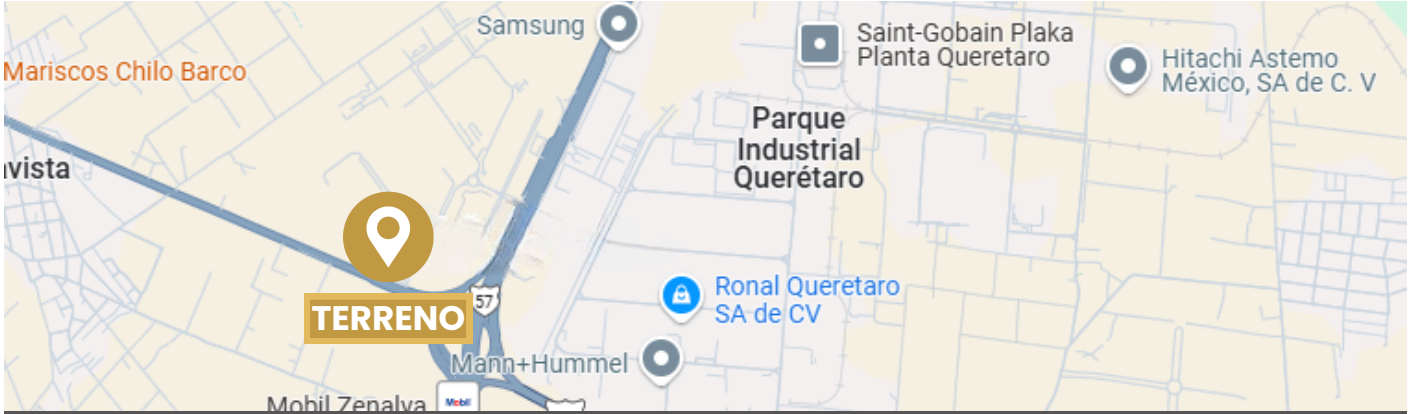 Samsung
Saint-Gobain Plaka
Planta Queretaro
Hitachi Astemo
México, SA de C. V
Mariscos Chilo Barco
Parque
Industrial
Querétaro
avista
57
Ronal Queretaro
SA de CV
TERRENO
Mann+Hummel
Mobil Zenalva
Mobil